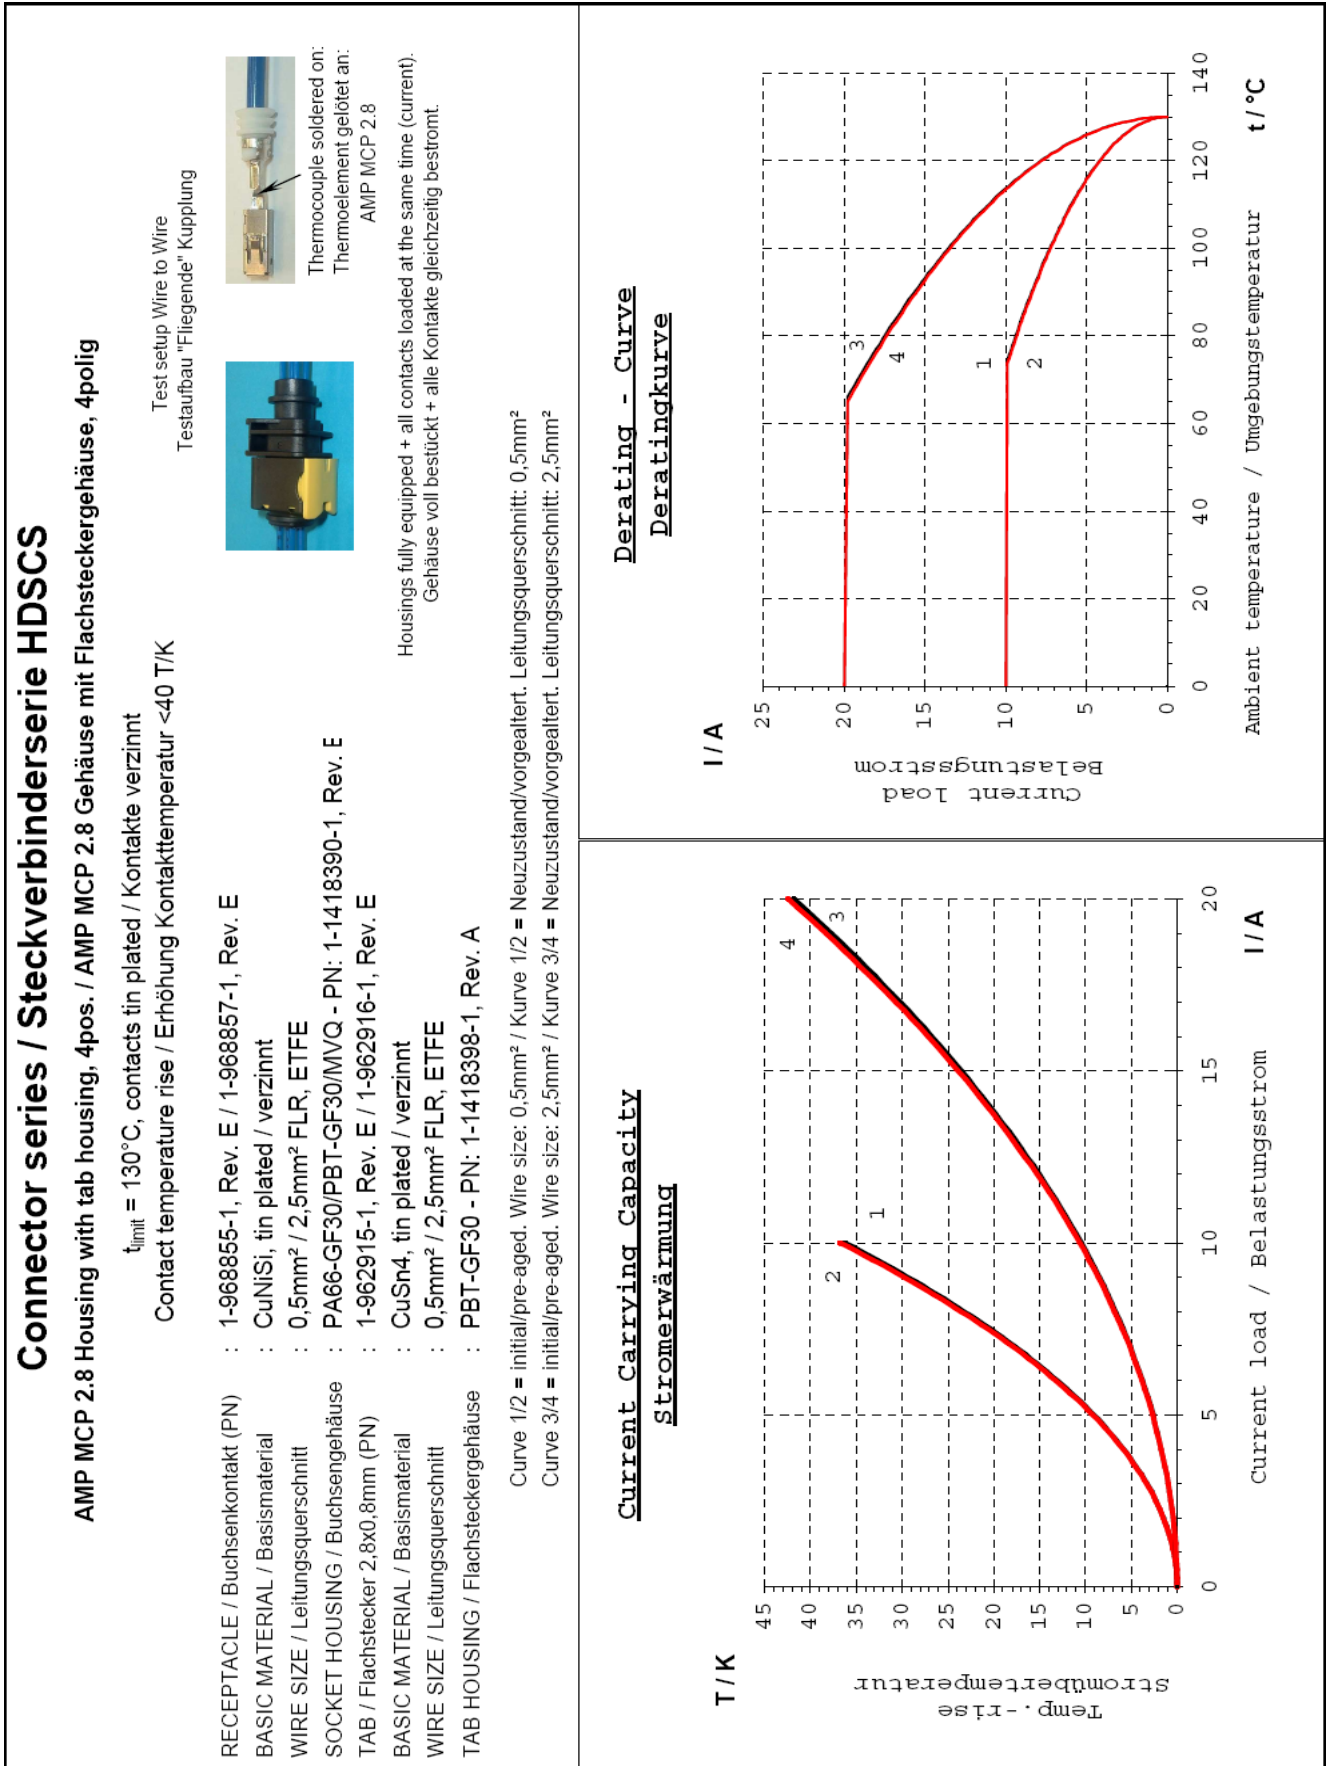 Connector series / Steckverbinderserie HDSCS
AMP MCP 2.8 Housing with tab housing, 4pos. / AMP MCP 2.8 Gehäuse mit Flachsteckergehäuse, 4polig
tlimit = 130°C, contacts tin plated / Kontakte verzinnt
Contact temperature rise / Erhöhung Kontakttemperatur <40 T/K
Test setup Wire to Wire
Testaufbau "Fliegende" Kupplung
RECEPTACLE / Buchsenkontakt (PN) : 1-968855-1, Rev. E / 1-968857-1, Rev. E
BASIC MATERIAL / Basismaterial : CuNiSi, tin plated / verzinnt
WIRE SIZE / Leitungsquerschnitt : 0,5mm² / 2,5mm² FLR, ETFE
SOCKET HOUSING / Buchsengehäuse : PA66-GF30/PBT-GF30/MVQ - PN: 1-1418390-1, Rev. E
TAB / Flachstecker 2,8x0,8mm (PN) : 1-962915-1, Rev. E / 1-962916-1, Rev. E
BASIC MATERIAL / Basismaterial : CuSn4, tin plated / verzinnt
WIRE SIZE / Leitungsquerschnitt : 0,5mm² / 2,5mm² FLR, ETFE
TAB HOUSING / Flachsteckergehäuse : PBT-GF30 - PN: 1-1418398-1, Rev. A
Thermocouple soldered on:
Thermoelement gelötet an:
AMP MCP 2.8
Housings fully equipped + all contacts loaded at the same time (current).
Gehäuse voll bestückt + alle Kontakte gleichzeitig bestromt.
Curve 1/2 = initial/pre-aged. Wire size: 0,5mm² / Kurve 1/2 = Neuzustand/vorgealtert. Leitungsquerschnitt: 0,5mm²
Curve 3/4 = initial/pre-aged. Wire size: 2,5mm² / Kurve 3/4 = Neuzustand/vorgealtert. Leitungsquerschnitt: 2,5mm²
Current Carrying Capacity
Stromerwärmung
T / K
Temp.-rise
Stromübertemperatur
45
40
35
30
25
20
15
10
5
0
2
1
4
3
0 5 10 15 20
Current load / Belastungsstrom
I / A
Derating - Curve
Deratingkurve
I / A
Current load
Belastungsstrom
25
20
15
10
5
0
3
4
1
2
0 20 40 60 80 100 120 140
Ambient temperature / Umgebungstemperatur
t / °C